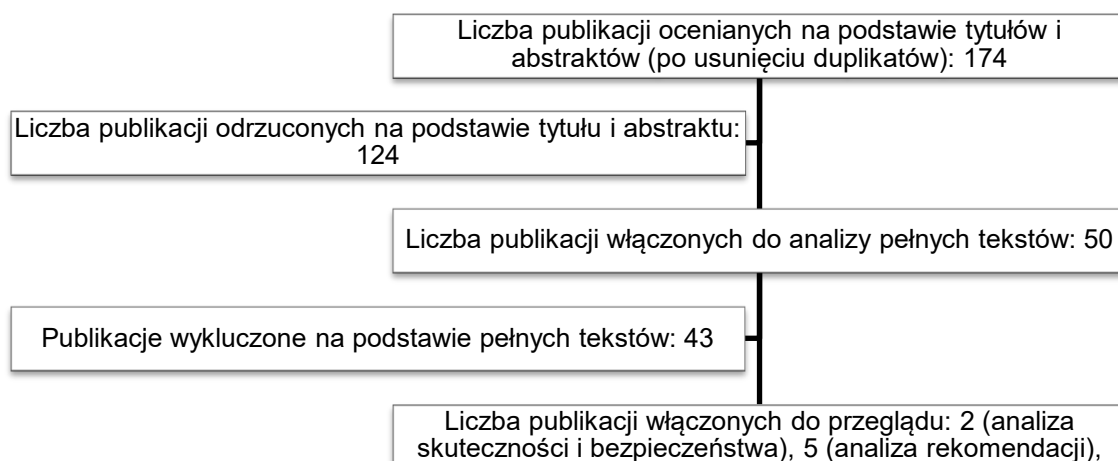 Liczba publikacji ocenianych na podstawie tytułów i
abstraktów (po usunięciu duplikatów): 174
Liczba publikacji odrzuconych na podstawie tytułu i abstraktu:
124
Liczba publikacji włączonych do analizy pełnych tekstów: 50
Publikacje wykluczone na podstawie pełnych tekstów: 43
Liczba publikacji włączonych do przeglądu: 2 (analiza
skuteczności i bezpieczeństwa), 5 (analiza rekomendacji),